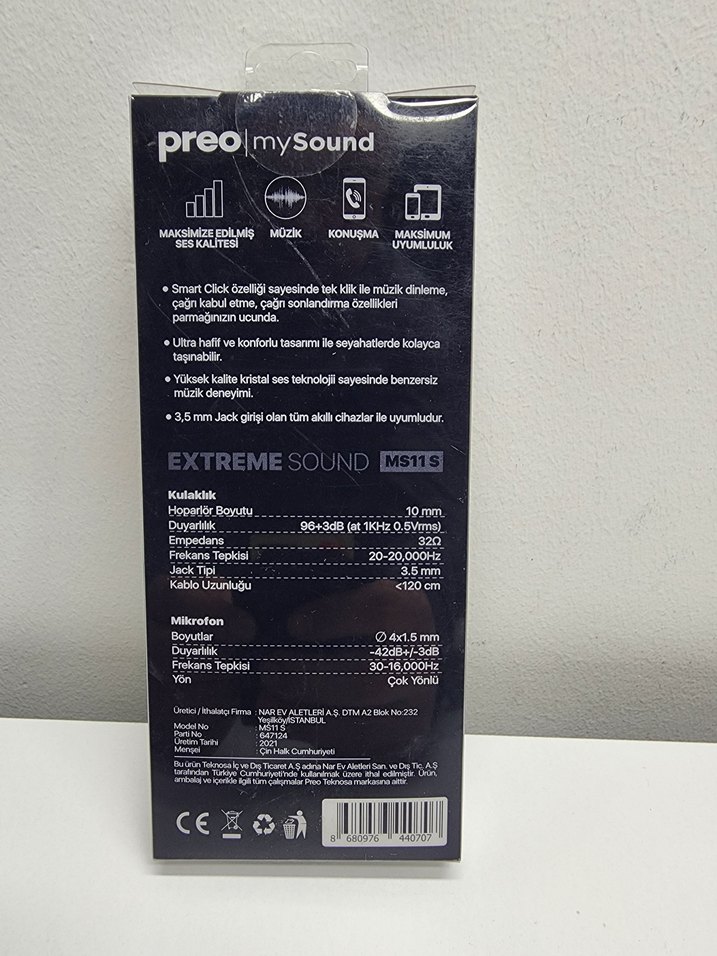 preo|mySound
MAKSİMİZE EDİLMİŞ
SES KALİTESİ
MÜZİK
KONUŞMA
MAKSİMUM
UYUMLULUK
• Smart Click özelliği sayesinde tek klik ile müzik dinleme,
çağrı kabul etme, çağrı sonlandırma özellikleri
parmağınızın ucunda.
• Ultra hafif ve konforlu tasarımı ile seyahatlerde kolayca
taşınabilir.
• Yüksek kalite kristal ses teknolojii sayesinde benzersiz
müzik deneyimi.
• 3,5 mm Jack girişi olan tüm akıllı cihazlar ile uyumludur.
EXTREME SOUND MS11 S
Kulaklık
Hoparlör Boyutu 10 mm
Duyarlılık 96+3dB (at 1KHz 0.5Vrms)
Empedans 32Ω
Frekans Tepkisi 20-20,000Hz
Jack Tipi 3.5 mm
Kablo Uzunluğu <120 cm
Mikrofon
Boyutlar ∅ 4x1.5 mm
Duyarlılık -42dB+/-3dB
Frekans Tepkisi 30-16,000Hz
Yön Çok Yönlü
Üretici / İthalatçı Firma : NAR EV ALETLERİ A.Ş. DTM A2 Blok No:232
Yeşilköy/İSTANBUL
Model No : MS11 S
Parti No : 647124
Üretim Tarihi : 2021
Menşei : Çin Halk Cumhuriyeti
Bu ürün Teknosa İç ve Dış Ticaret A.Ş adına Nar Ev Aletleri San. ve Dış Tic. A.Ş
tarafından Türkiye Cumhuriyeti'nde kullanılmak üzere ithal edilmiştir. Ürün,
ambalaj ve içerikle ilgili tüm çalışmalar Preo Teknosa markasına aittir.
CE
8 680976 440707